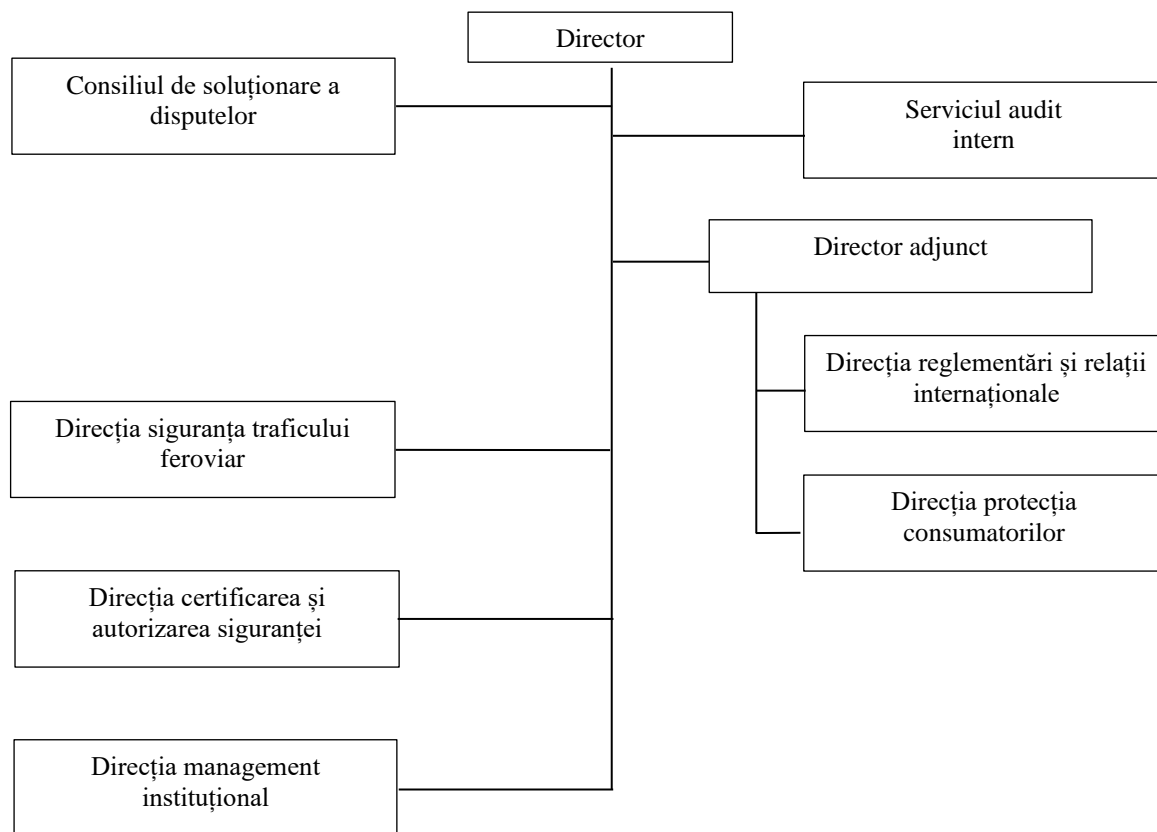 Director
Consiliul de soluționare a
disputelor
Serviciul audit
intern
Director adjunct
Direcția reglementări și relații
internaționale
Direcția siguranța traficului
feroviar
Direcția protecția
consumatorilor
Direcția certificarea și
autorizarea siguranței
Direcția management
instituțional